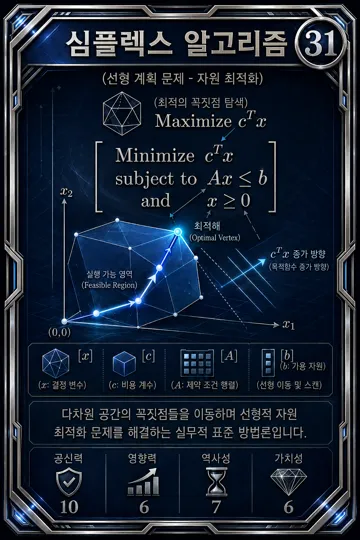 심플렉스 알고리즘 31
(선형 계획 문제 - 자원 최적화)
(최적의 꼭짓점 탐색)
Maximize cᵀx
Minimize cᵀx
subject to Ax ≤ b
and x ≥ 0
x₂
최적해
(Optimal Vertex)
cᵀx 증가 방향
(목적함수 증가 방향)
실행 가능 영역
(Feasible Region)
(0,0)
x₁
[x]
(x: 결정 변수)
[c]
(c: 비용 계수)
[A]
(A: 제약 조건 행렬)
[b]
(b: 가용 자원)
(선형 이동 및 스캔)
다차원 공간의 꼭짓점들을 이동하며 선형적 자원
최적화 문제를 해결하는 실무적 표준 방법론입니다.
공신력 영향력 역사성 가치성
10 6 7 6